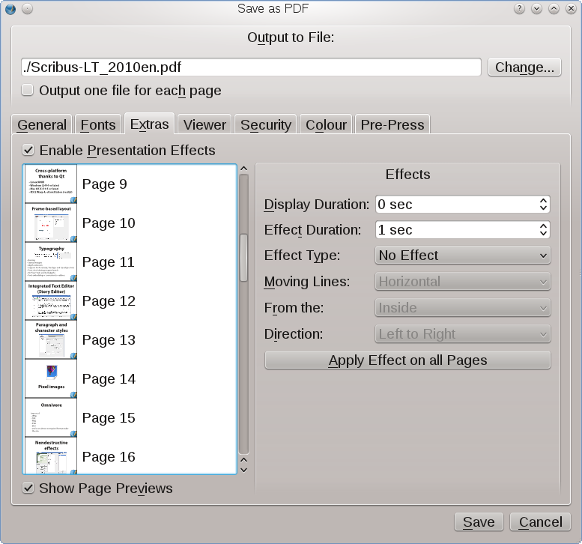 Save as PDF
Output to File:
./Scribus-LT_2010en.pdf
Change...
Output one file for each page
General Fonts Extras Viewer Security Colour Pre-Press
Enable Presentation Effects
Cross-platform
thanks to QT
Page 9
Frame based layout
Page 10
Typography
Page 11
Integrated Text Editor
(Story Editor)
Page 12
Paragraph and
character styles
Page 13
Pixel images
Page 14
Omnivore
Page 15
Nondestructive
effects
Page 16
Show Page Previews
Effects
Display Duration: 0 sec
Effect Duration: 1 sec
Effect Type: No Effect
Moving Lines: Horizontal
From the: Inside
Direction: Left to Right
Apply Effect on all Pages
Save Cancel